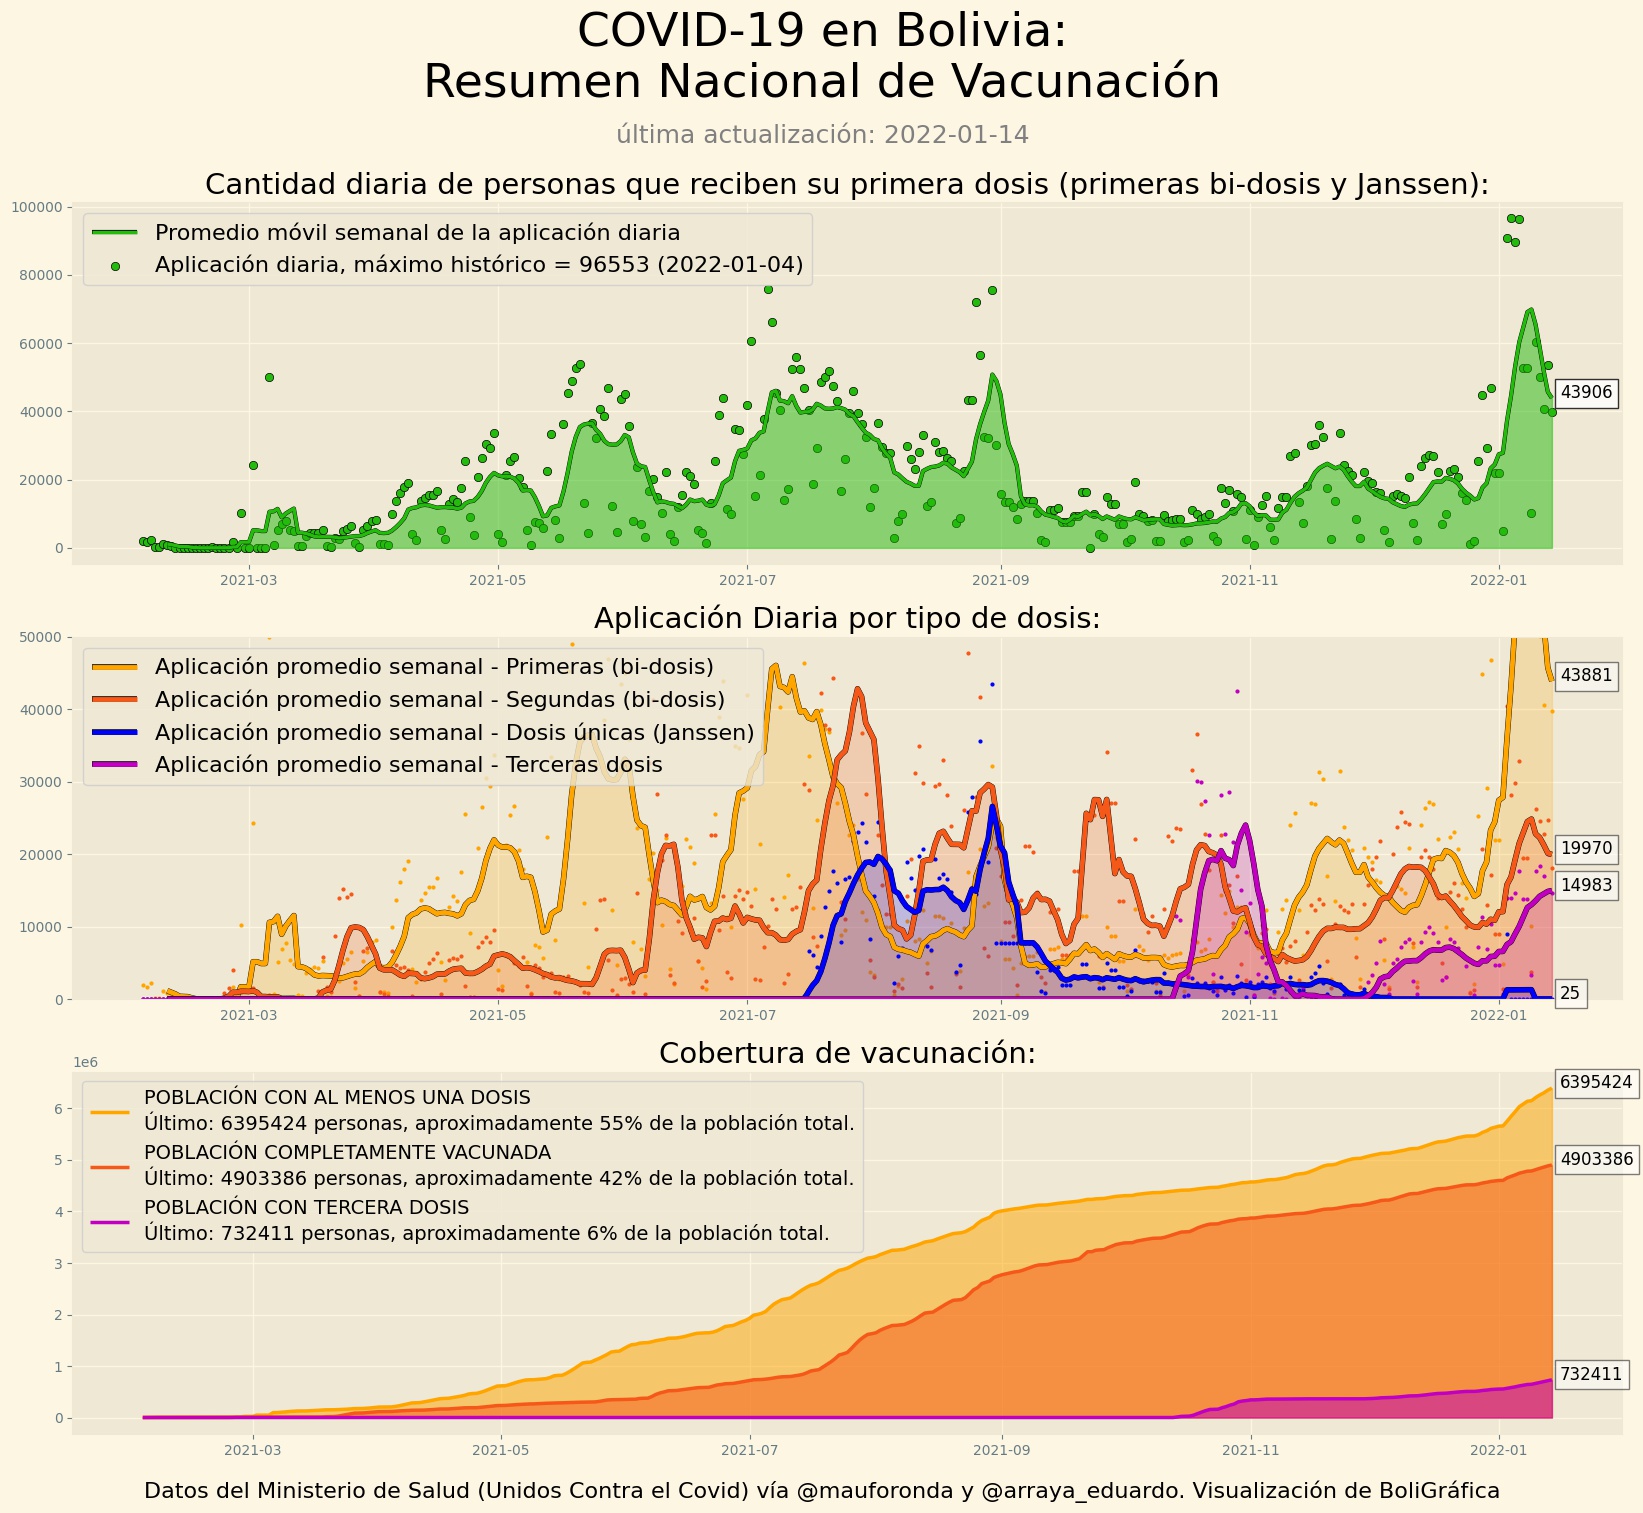 COVID-19 en Bolivia:
Resumen Nacional de Vacunación
última actualización: 2022-01-14
Cantidad diaria de personas que reciben su primera dosis (primeras bi-dosis y Janssen):
100000
80000
60000
40000
20000
0
Promedio móvil semanal de la aplicación diaria
Aplicación diaria, máximo histórico = 96553 (2022-01-04)
43906
2021-03 2021-05 2021-07 2021-09 2021-11 2022-01
Aplicación Diaria por tipo de dosis:
50000
40000
30000
20000
10000
0
Aplicación promedio semanal - Primeras (bi-dosis)
Aplicación promedio semanal - Segundas (bi-dosis)
Aplicación promedio semanal - Dosis únicas (Janssen)
Aplicación promedio semanal - Terceras dosis
43881
19970
14983
25
2021-03 2021-05 2021-07 2021-09 2021-11 2022-01
Cobertura de vacunación:
1e6
6
5
4
3
2
1
0
POBLACIÓN CON AL MENOS UNA DOSIS
Último: 6395424 personas, aproximadamente 55% de la población total.
POBLACIÓN COMPLETAMENTE VACUNADA
Último: 4903386 personas, aproximadamente 42% de la población total.
POBLACIÓN CON TERCERA DOSIS
Último: 732411 personas, aproximadamente 6% de la población total.
6395424
4903386
732411
2021-03 2021-05 2021-07 2021-09 2021-11 2022-01
Datos del Ministerio de Salud (Unidos Contra el Covid) vía @mauforonda y @arraya_eduardo. Visualización de BoliGráfica